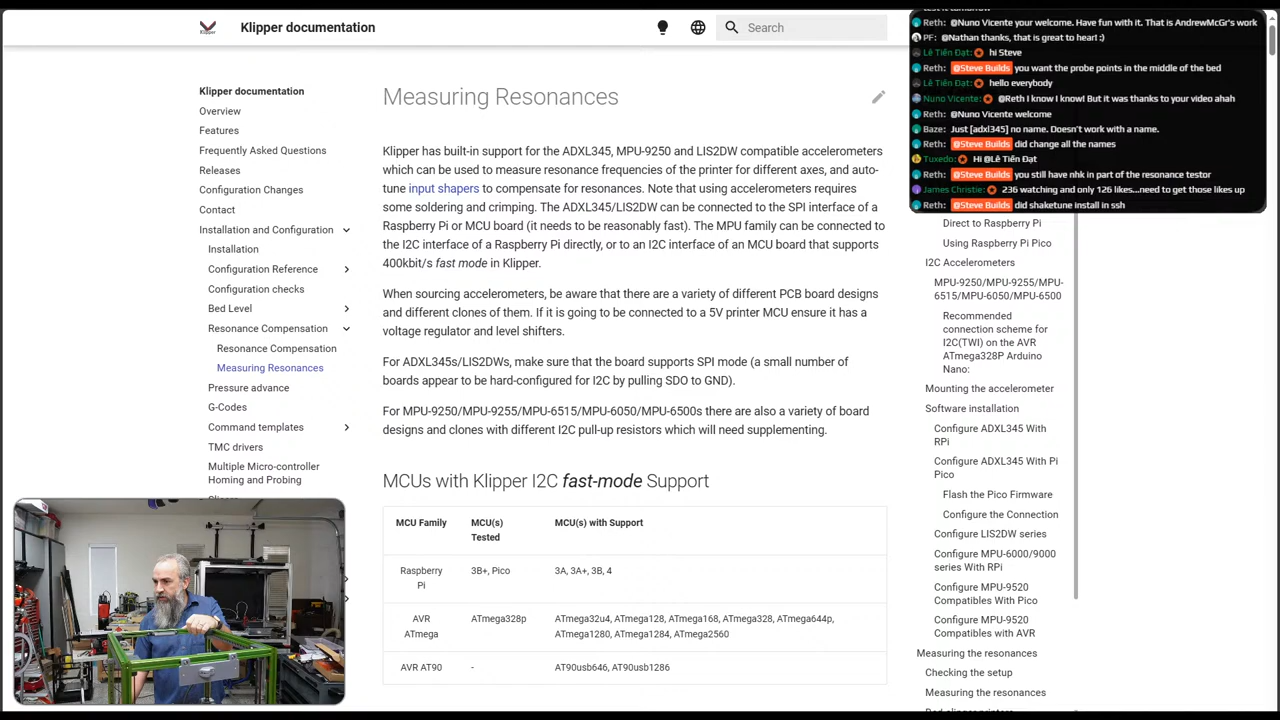 Klipper documentation
Search
Klipper
Klipper documentation
Overview
Features
Frequently Asked Questions
Releases
Configuration Changes
Contact
Installation and Configuration
Installation
Configuration Reference
Configuration checks
Bed Level
Resonance Compensation
Resonance Compensation
Measuring Resonances
Pressure advance
G-Codes
Command templates
TMC drivers
Multiple Micro-controller
Homing and Probing
Measuring Resonances
Klipper has built-in support for the ADXL345, MPU-9250 and LIS2DW compatible accelerometers
which can be used to measure resonance frequencies of the printer for different axes, and auto-
tune input shapers to compensate for resonances. Note that using accelerometers requires
some soldering and crimping. The ADXL345/LIS2DW can be connected to the SPI interface of a
Raspberry Pi or MCU board (it needs to be reasonably fast). The MPU family can be connected to
the I2C interface of a Raspberry Pi directly, or to an I2C interface of an MCU board that supports
400kbit/s fast mode in Klipper.
When sourcing accelerometers, be aware that there are a variety of different PCB board designs
and different clones of them. If it is going to be connected to a 5V printer MCU ensure it has a
voltage regulator and level shifters.
For ADXL345s/LIS2DWs, make sure that the board supports SPI mode (a small number of
boards appear to be hard-configured for I2C by pulling SDO to GND).
For MPU-9250/MPU-9255/MPU-6515/MPU-6050/MPU-6500s there are also a variety of board
designs and clones with different I2C pull-up resistors which will need supplementing.
MCUs with Klipper I2C fast-mode Support
MCU Family MCU(s) Tested MCU(s) with Support
Raspberry Pi 3B+, Pico 3A, 3A+, 3B, 4
AVR ATmega ATmega328p ATmega32u4, ATmega128, ATmega168, ATmega328, ATmega644p,
ATmega1280, ATmega1284, ATmega2560
AVR AT90 - AT90usb646, AT90usb1286
Reth: @Nuno Vicente your welcome. Have fun with it. That is AndrewMcGr's work
PF: @Nathan thanks, that is great to hear! :)
Lê Tiến Đạt: hi Steve
Reth: @Steve Builds you want the probe points in the middle of the bed
Lê Tiến Đạt: hello everybody
Nuno Vicente: @Reth I know I know! But it was thanks to your video ahah
Reth: @Nuno Vicente welcome
Baze: Just [adxl345] no name. Doesn't work with a name.
Reth: @Steve Builds did change all the names
Tuxedo: Hi @Lê Tiến Đạt
Reth: @Steve Builds you still have nhk in part of the resonance testor
James Christie: 236 watching and only 126 likes...need to get those likes up
Reth: @Steve Builds did shaketune install in ssh
Direct to Raspberry Pi
Using Raspberry Pi Pico
I2C Accelerometers
MPU-9250/MPU-9255/MPU-
6515/MPU-6050/MPU-6500
Recommended
connection scheme for
I2C(TWI) on the AVR
ATmega328P Arduino
Nano:
Mounting the accelerometer
Software installation
Configure ADXL345 With
RPi
Configure ADXL345 With Pi
Pico
Flash the Pico Firmware
Configure the Connection
Configure LIS2DW series
Configure MPU-6000/9000
series With RPi
Configure MPU-9520
Compatibles With Pico
Configure MPU-9520
Compatibles with AVR
Measuring the resonances
Checking the setup
Measuring the resonances